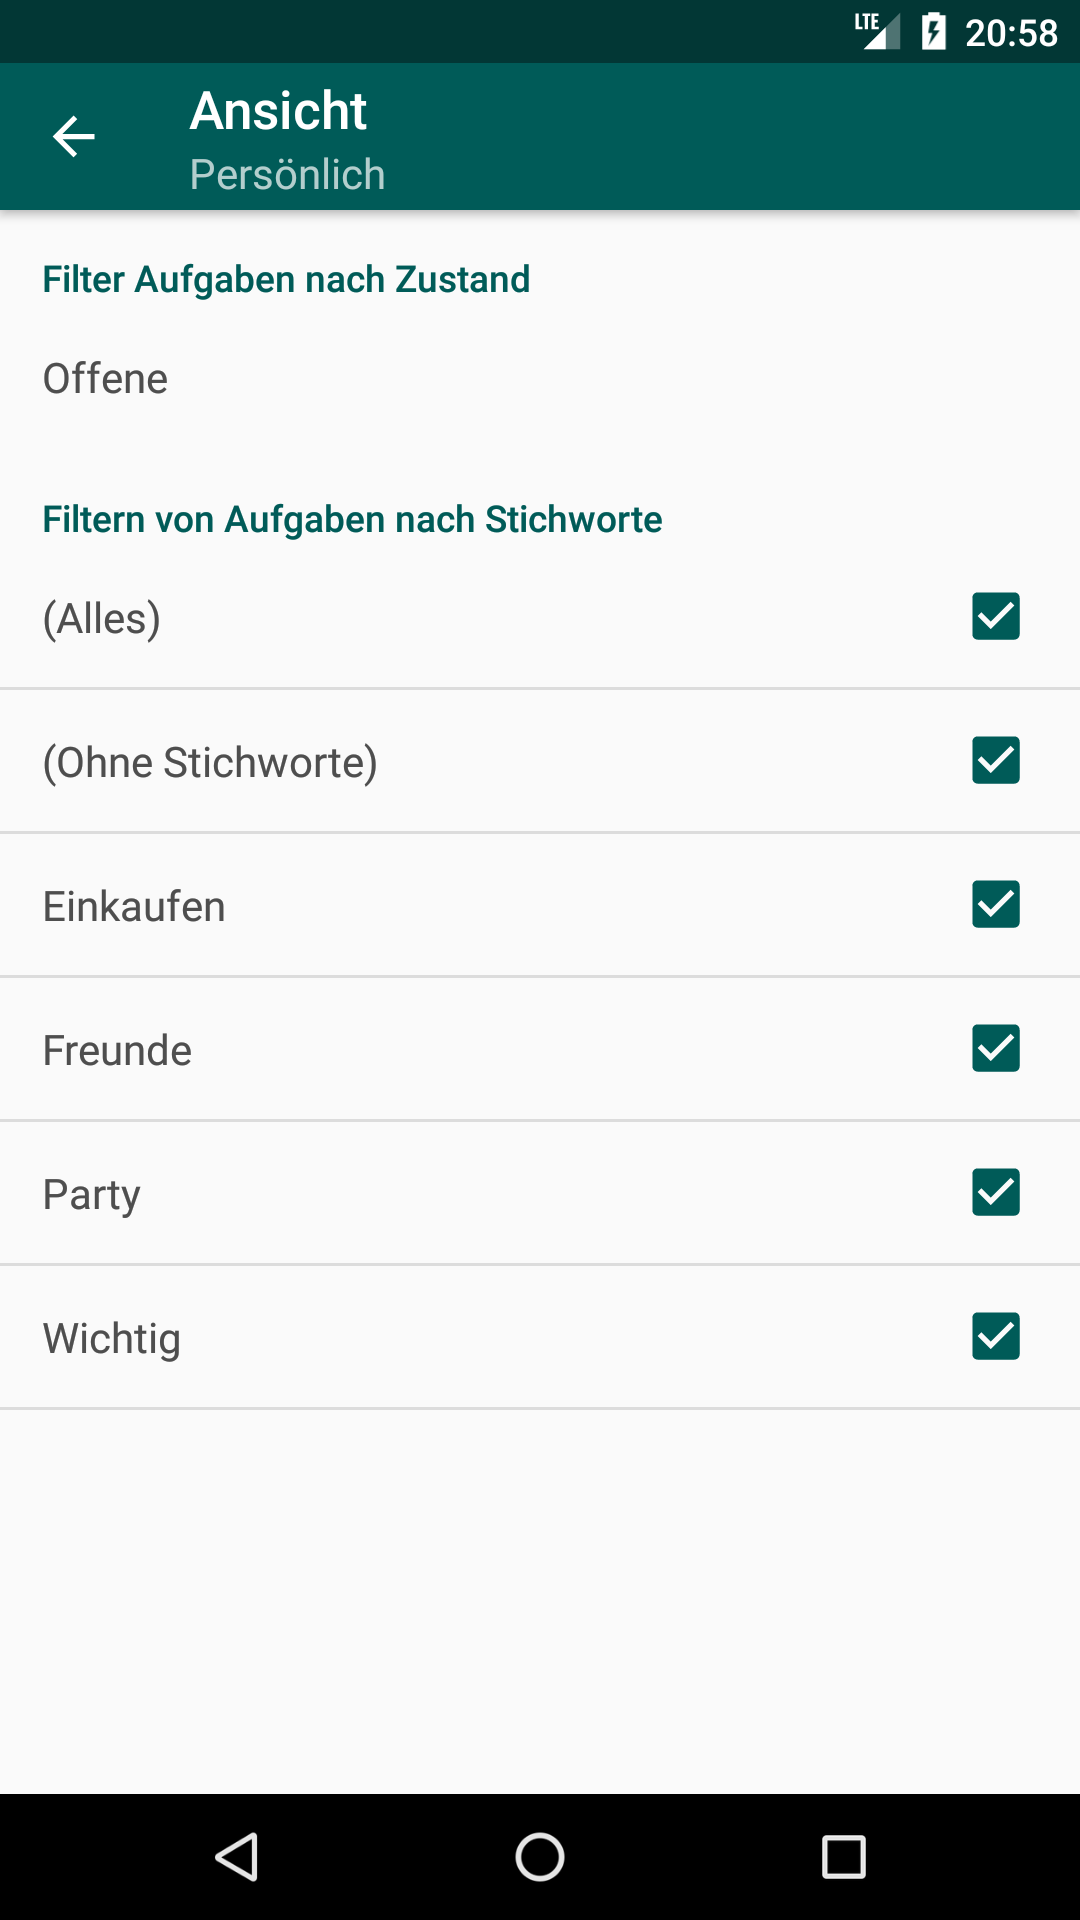 LTE 20:58
Ansicht
Persönlich
Filter Aufgaben nach Zustand
Offene
Filtern von Aufgaben nach Stichworte
(Alles)
(Ohne Stichworte)
Einkaufen
Freunde
Party
Wichtig